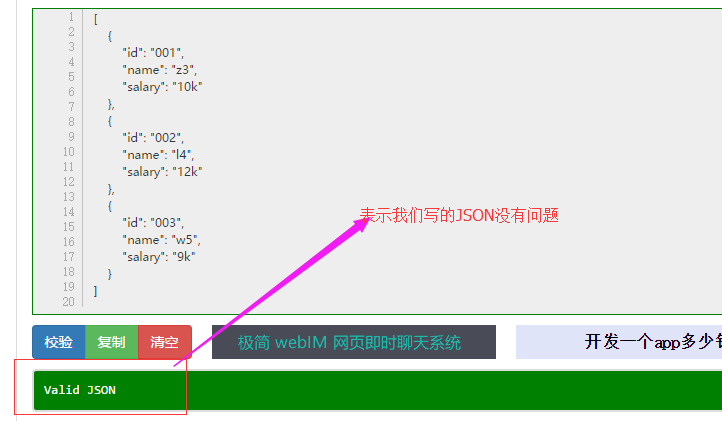 1 [
2 {
3 "id": "001",
4 "name": "z3",
5 "salary": "10k"
6 },
7 {
8 "id": "002",
9 "name": "l4",
10 "salary": "12k"
11 },
12 {
13 "id": "003",
14 "name": "w5",
15 "salary": "9k"
16 }
17 ]
18
19
20
表示我们写的JSON没有问题
校验 复制 清空 极简 webIM 网页即时聊天系统 开发一个app多少
Valid JSON